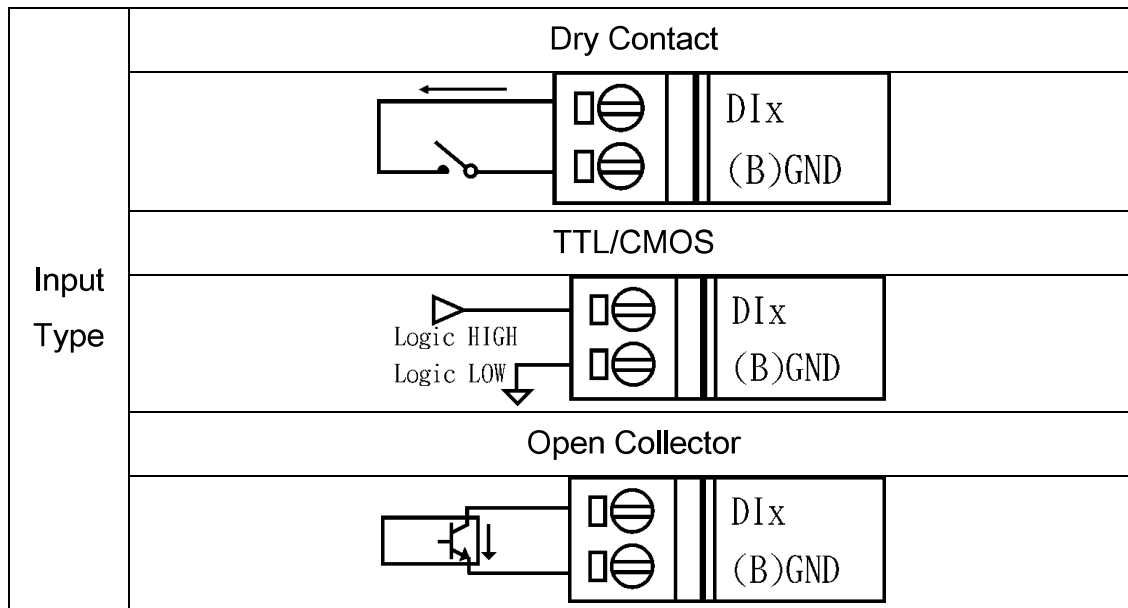 Input
Type
Dry Contact
DIx
(B)GND
TTL/CMOS
Logic HIGH
Logic LOW
DIx
(B)GND
Open Collector
DIx
(B)GND